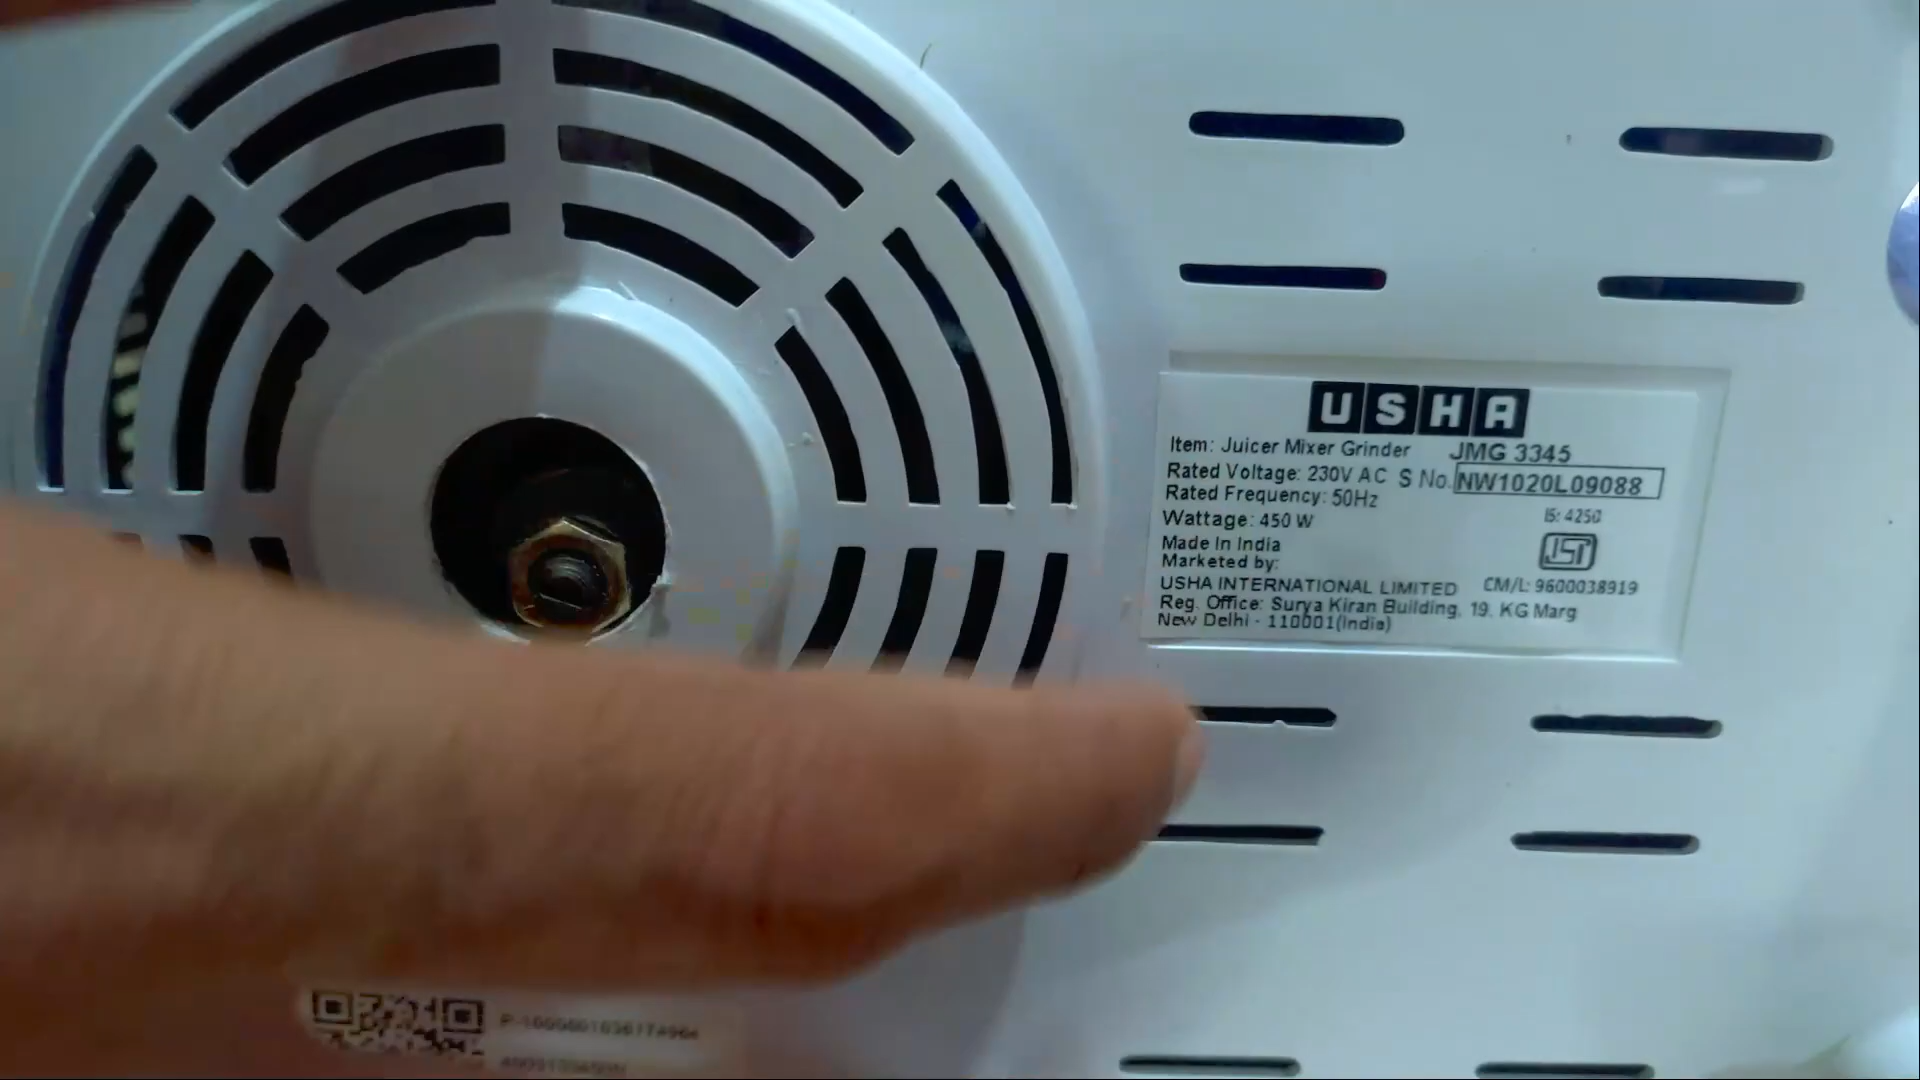 USHA
Item: Juicer Mixer Grinder JMG 3345
Rated Voltage: 230V AC S No. NW1020L09088
Rated Frequency: 50Hz
Wattage: 450 W IS: 4250
Made In India
Marketed by:
USHA INTERNATIONAL LIMITED CM/L: 9600038919
Reg. Office: Surya Kiran Building, 19, KG Marg
New Delhi - 110001(India)